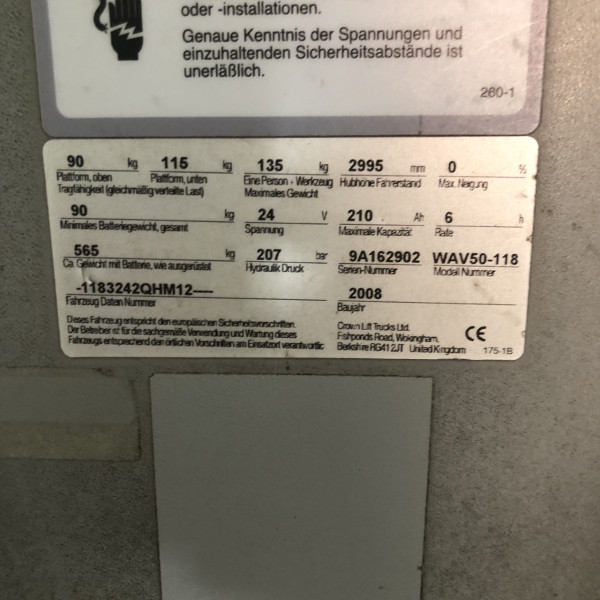 oder -installationen.
Genaue Kenntnis der Spannungen und
einzuhaltenden Sicherheitsabstände ist
unerläßlich.
260-1
90 kg 115 kg 135 kg 2995 mm 0 %
Plattform, oben Plattform, unten Eine Person + Werkzeug Hubhöhe Fahrerstand Max. Neigung
Tragfähigkeit (gleichmäßig verteilte Last) Maximales Gewicht
90 kg 24 V 210 Ah 6 h
Minimales Batteriegewicht, gesamt Spannung Maximale Kapazität Rate
565 kg 207 bar 9A162902 WAV50-118
Ca. Gewicht mit Batterie, wie ausgerüstet Hydraulik Druck Serien-Nummer Modell Nummer
-1183242QHM12---- 2008
Fahrzeug Daten Nummer Baujahr
Dieses Fahrzeug entspricht den europäischen Sicherheitsvorschriften.
Der Betreiber ist für die sachgemäße Verwendung und Wartung dieses
Fahrzeugs entsprechend den örtlichen Vorschriften am Einsatzort verantwortlic
Crown Lift Trucks Ltd.
Fishponds Road, Wokingham,
Berkshire RG41 2JT United Kingdom
CE
175-1B